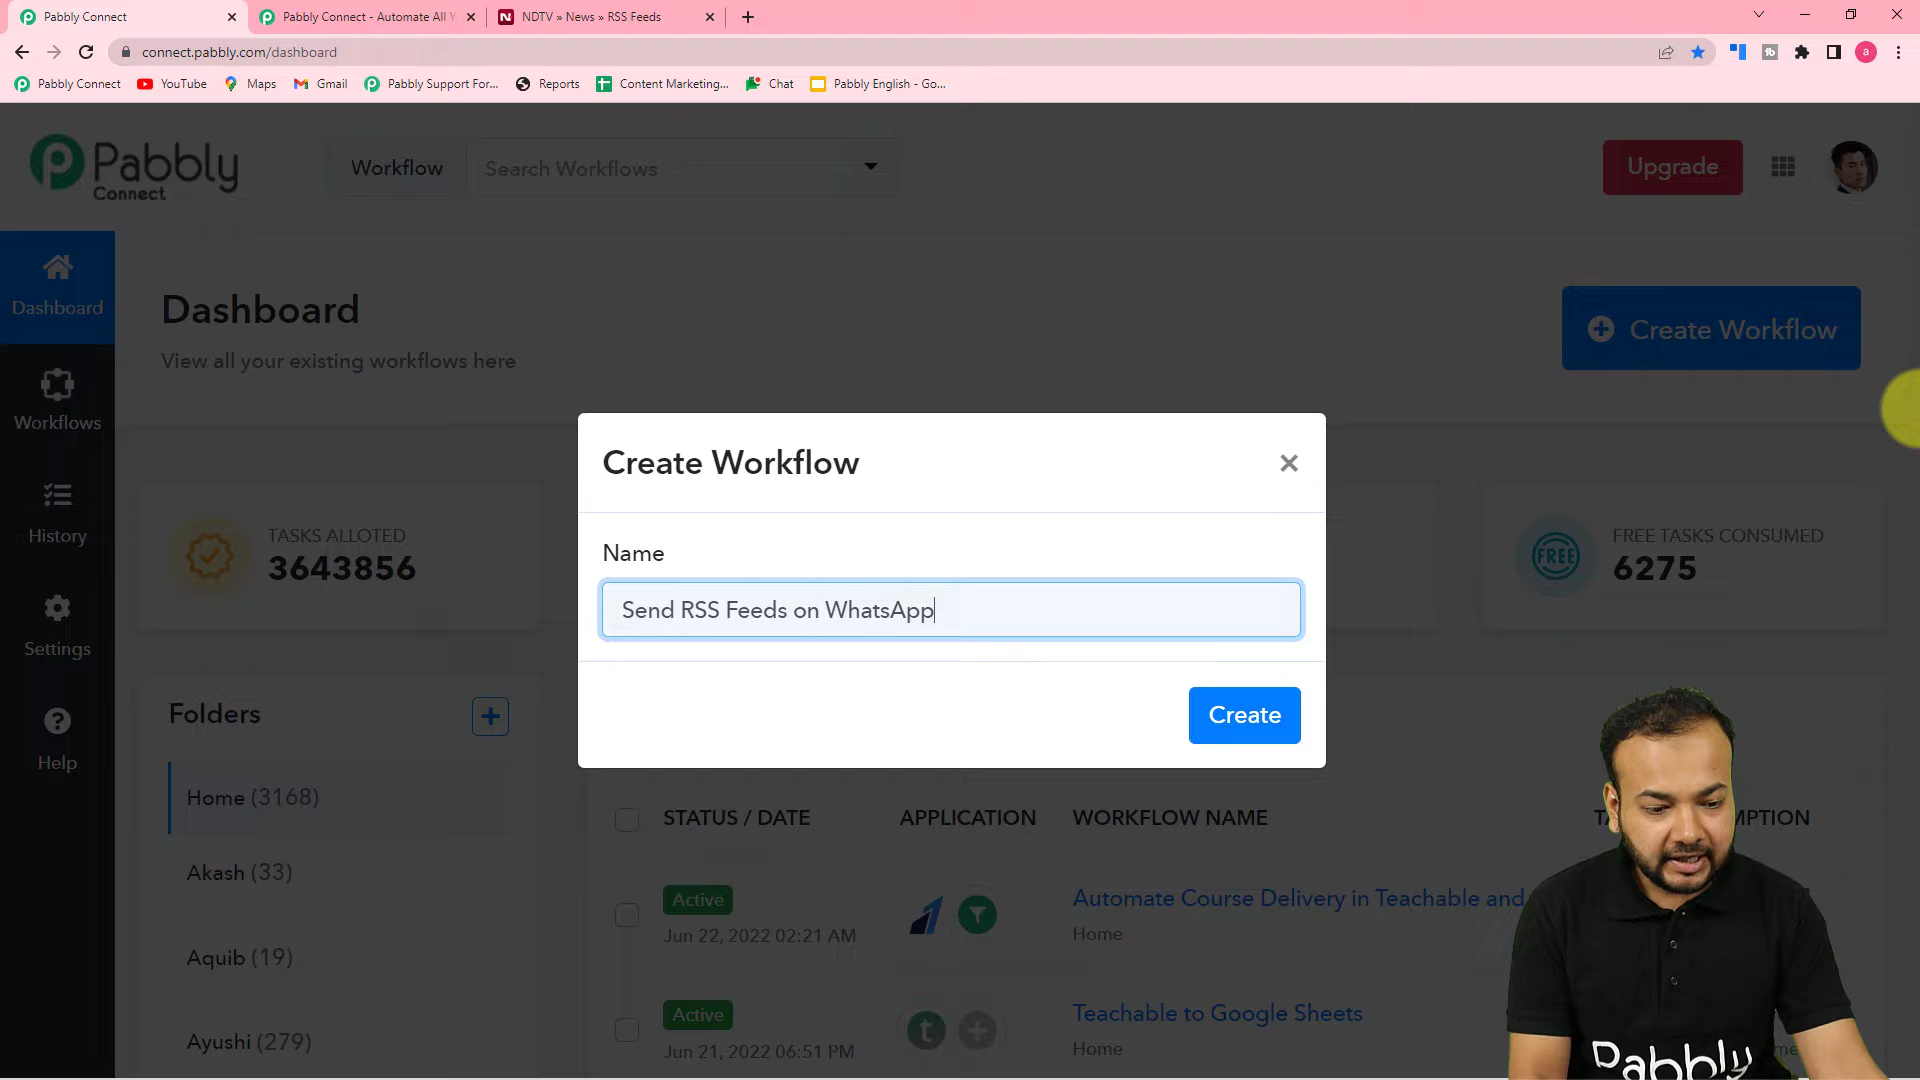 Pabbly Connect
Pabbly Connect - Automate All Y
NDTV » News » RSS Feeds
connect.pabbly.com/dashboard
a
Pabbly Connect
YouTube
Maps
Gmail
Pabbly Support For...
Reports
Content Marketing...
Chat
Pabbly English - Go...
Pabbly
Connect
Workflow
Search Workflows
Upgrade
Dashboard
Workflows
History
Settings
Help
Dashboard
View all your existing workflows here
Create Workflow
Create Workflow
Name
Send RSS Feeds on WhatsApp
Create
TASKS ALLOTED
3643856
FREE
FREE TASKS CONSUMED
6275
Folders
Home (3168)
Akash (33)
Aquib (19)
Ayushi (279)
STATUS / DATE
APPLICATION
WORKFLOW NAME
Active
Jun 22, 2022 02:21 AM
Automate Course Delivery in Teachable and
Home
Active
Jun 21, 2022 06:51 PM
t
Teachable to Google Sheets
Home
Pabbly